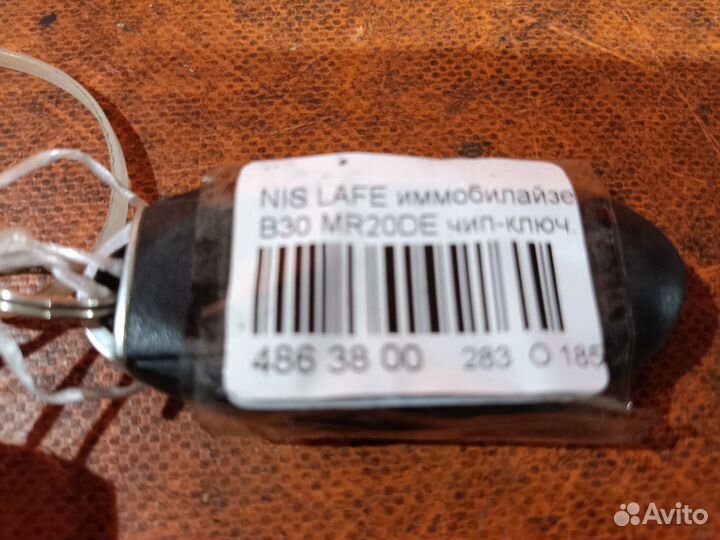 NIS LAFE иммобилайзе
B30 MR20DE чип-ключ.
486 38 00 283 O 185
Avito